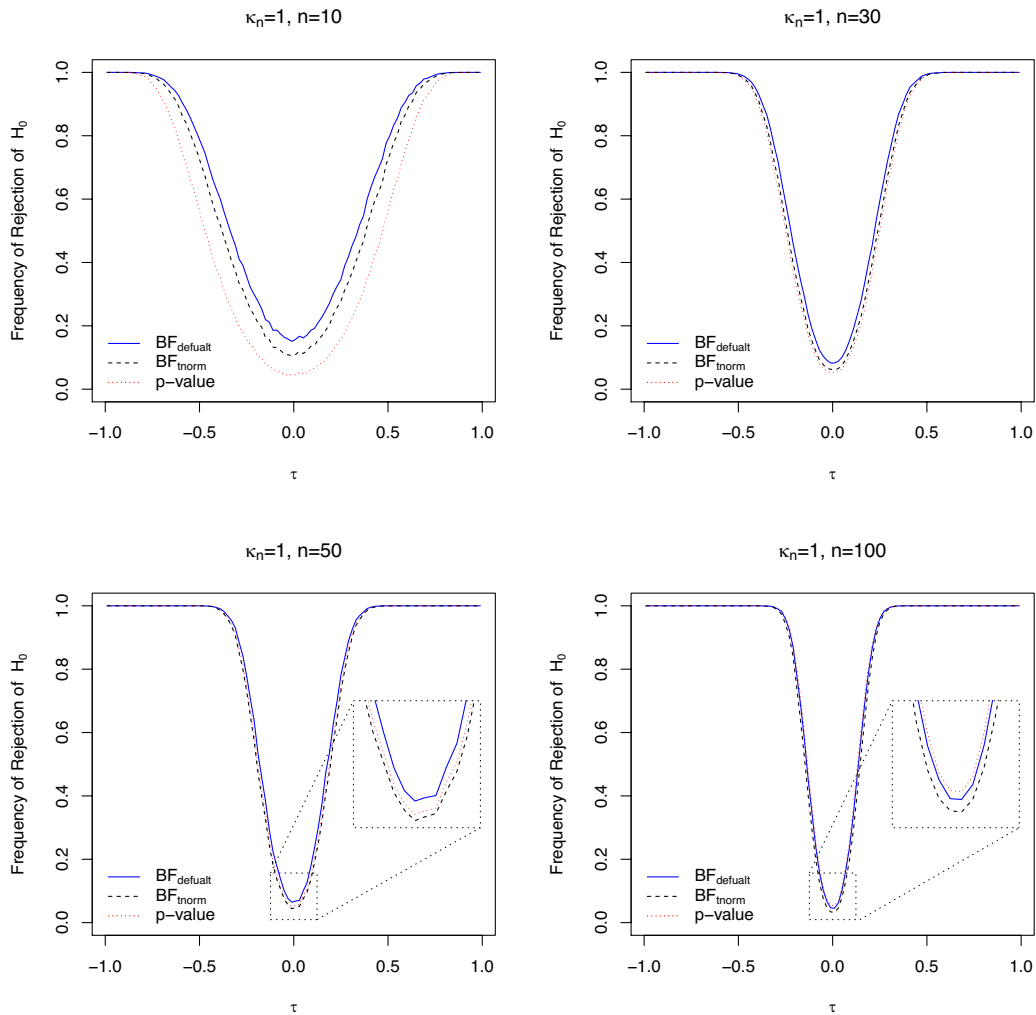 κn=1, n=10
Frequency of Rejection of H0
1.0
0.8
0.6
0.4
0.2
0.0
BFdefualt
BFtnorm
p−value
−1.0 −0.5 0.0 0.5 1.0
τ
κn=1, n=30
Frequency of Rejection of H0
1.0
0.8
0.6
0.4
0.2
0.0
BFdefualt
BFtnorm
p−value
−1.0 −0.5 0.0 0.5 1.0
τ
κn=1, n=50
Frequency of Rejection of H0
1.0
0.8
0.6
0.4
0.2
0.0
BFdefualt
BFtnorm
p−value
−1.0 −0.5 0.0 0.5 1.0
τ
κn=1, n=100
Frequency of Rejection of H0
1.0
0.8
0.6
0.4
0.2
0.0
BFdefualt
BFtnorm
p−value
−1.0 −0.5 0.0 0.5 1.0
τ